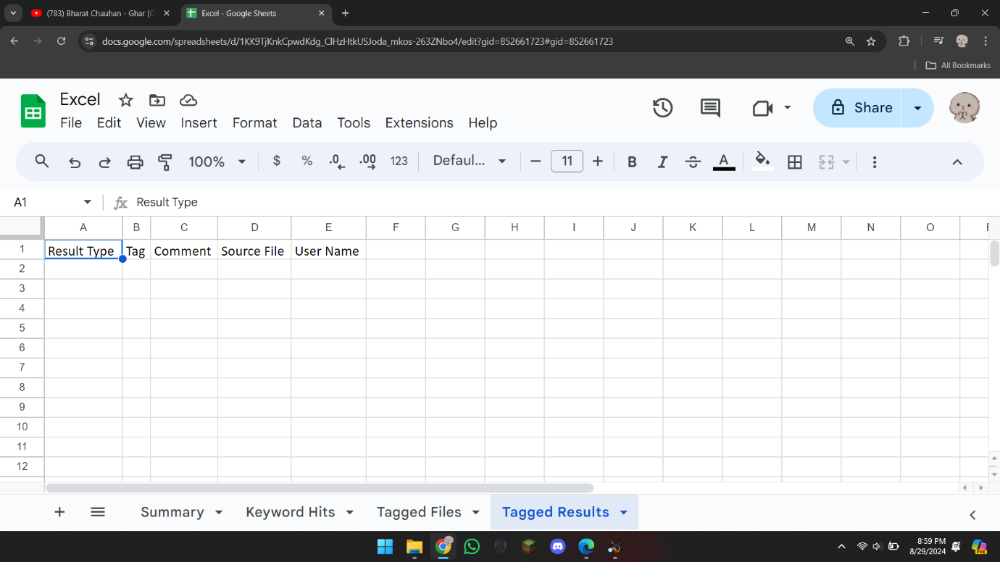 (783) Bharat Chauhan - Ghar [O
Excel - Google Sheets
docs.google.com/spreadsheets/d/1KK9TjKnkCpwdKdg_ClHzHtkUSJoda_mkos-263ZNbo4/edit?gid=852661723#gid=852661723
All Bookmarks
Excel
File Edit View Insert Format Data Tools Extensions Help
Share
100% $ % .0 .00 123 Defaul... 11 B I S A
A1 fx Result Type
A B C D E F G H I J K L M N O
1 Result Type Tag Comment Source File User Name
2
3
4
5
6
7
8
9
10
11
12
Summary Keyword Hits Tagged Files Tagged Results
8:59 PM
8/29/2024
PRE